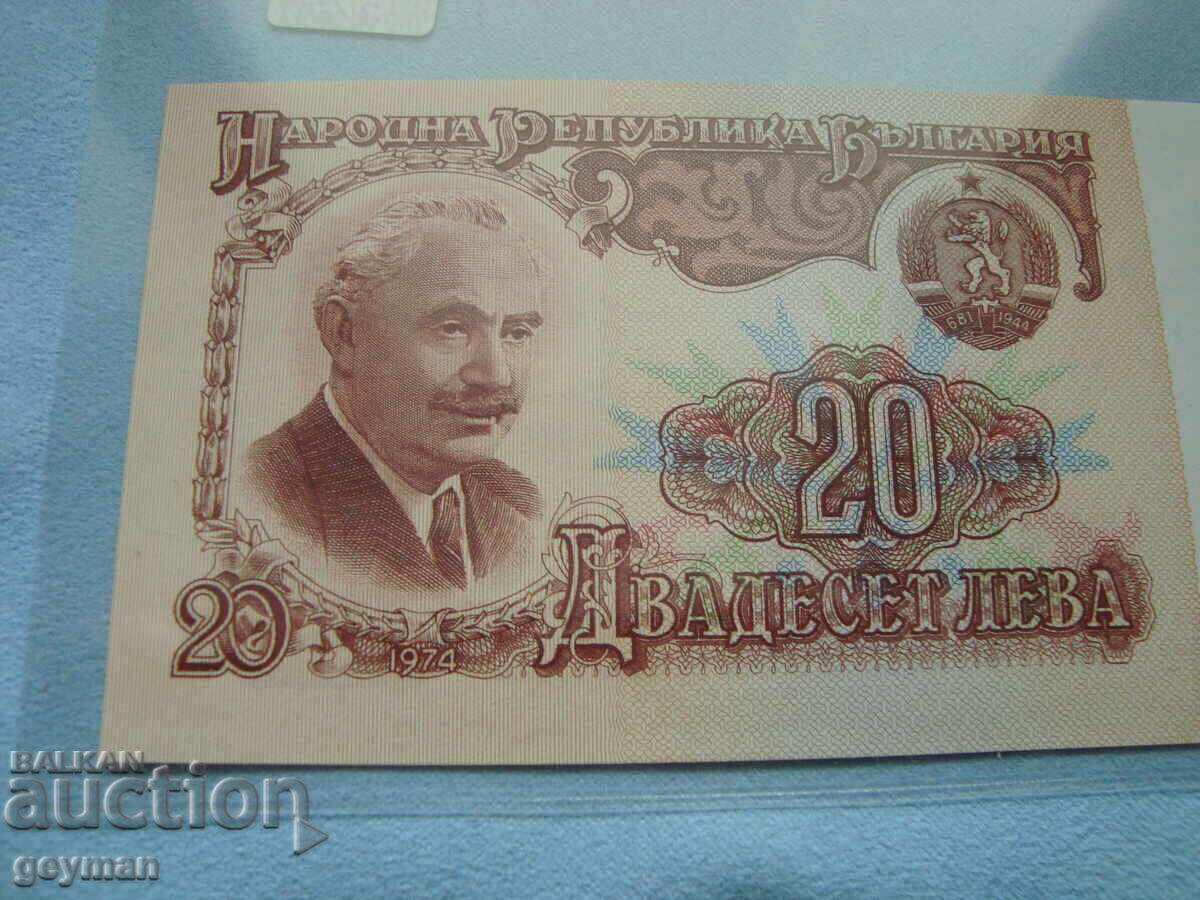 НАРОДНА РЕПУБЛИКА БЪЛГАРИЯ
681 1944
20
ДВАДЕСЕТ ЛЕВА
20
1974
BALKAN
auction
geyman